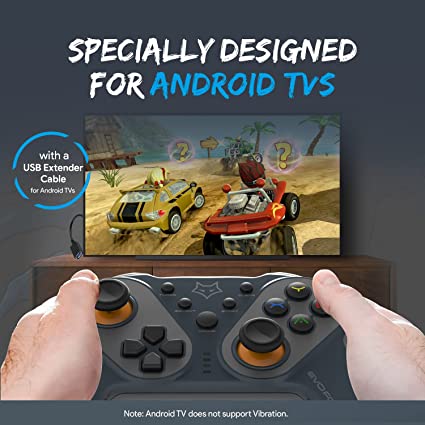 SPECIALLY DESIGNED
FOR ANDROID TVS
with a
USB Extender
Cable
for Android TVs
?
?
Y
X
B
A
Note: Android TV does not support Vibration.